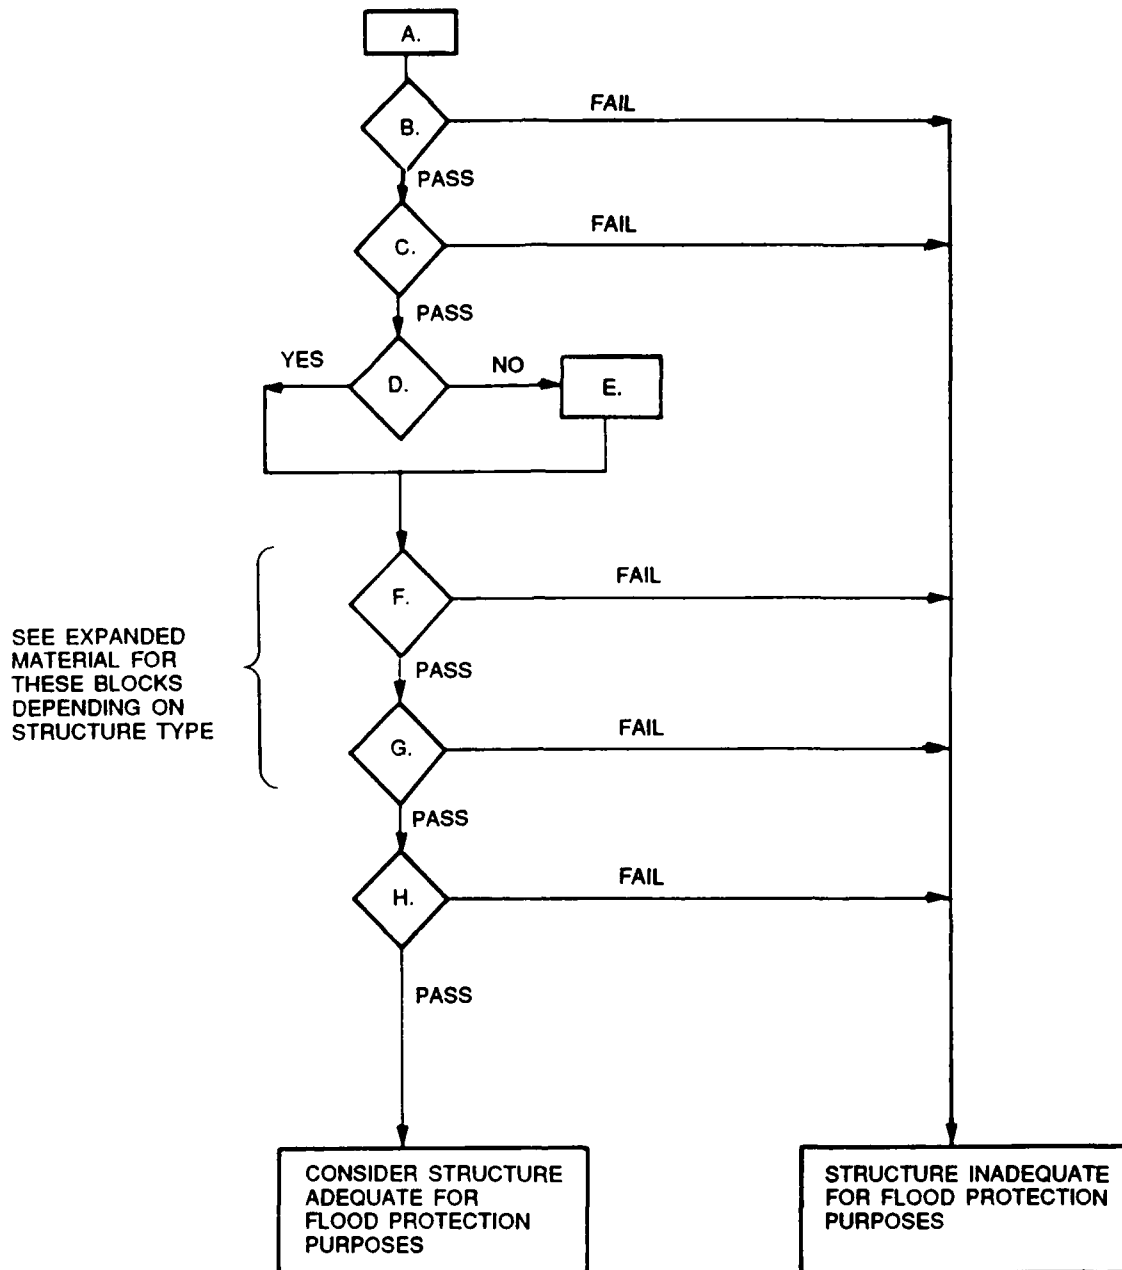 A.
B.
FAIL
PASS
C.
FAIL
PASS
YES
D.
NO
E.
F.
FAIL
SEE EXPANDED
MATERIAL FOR
THESE BLOCKS
DEPENDING ON
STRUCTURE TYPE
PASS
G.
FAIL
PASS
H.
FAIL
PASS
CONSIDER STRUCTURE
ADEQUATE FOR
FLOOD PROTECTION
PURPOSES
STRUCTURE INADEQUATE
FOR FLOOD PROTECTION
PURPOSES